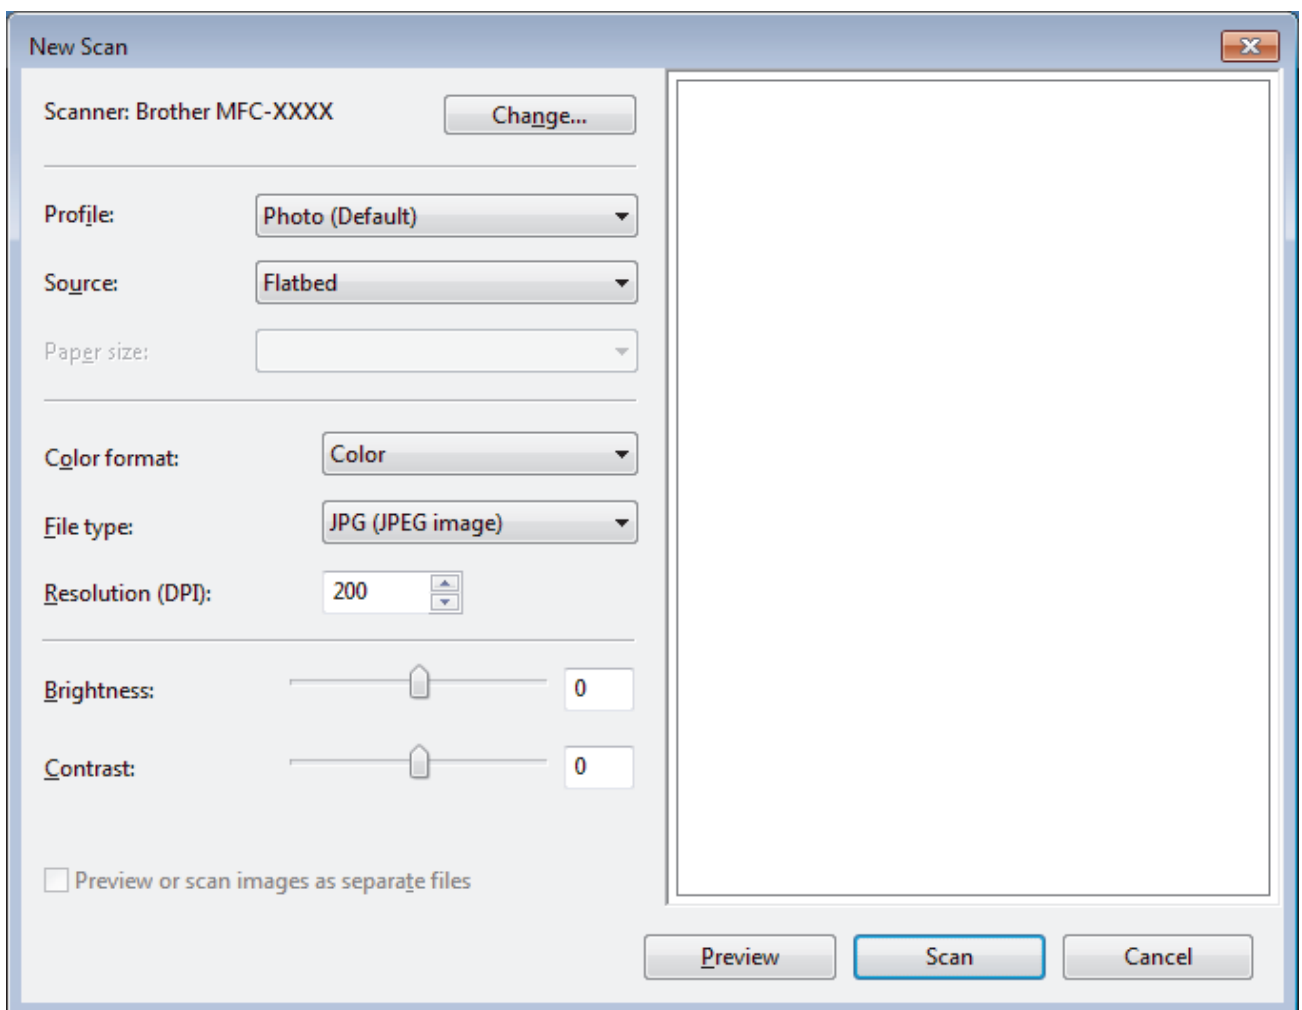 New Scan
Scanner: Brother MFC-XXXX
Change...
Profile:
Photo (Default)
Source:
Flatbed
Paper size:
Color format:
Color
File type:
JPG (JPEG image)
Resolution (DPI):
200
Brightness:
0
Contrast:
0
Preview or scan images as separate files
Preview
Scan
Cancel